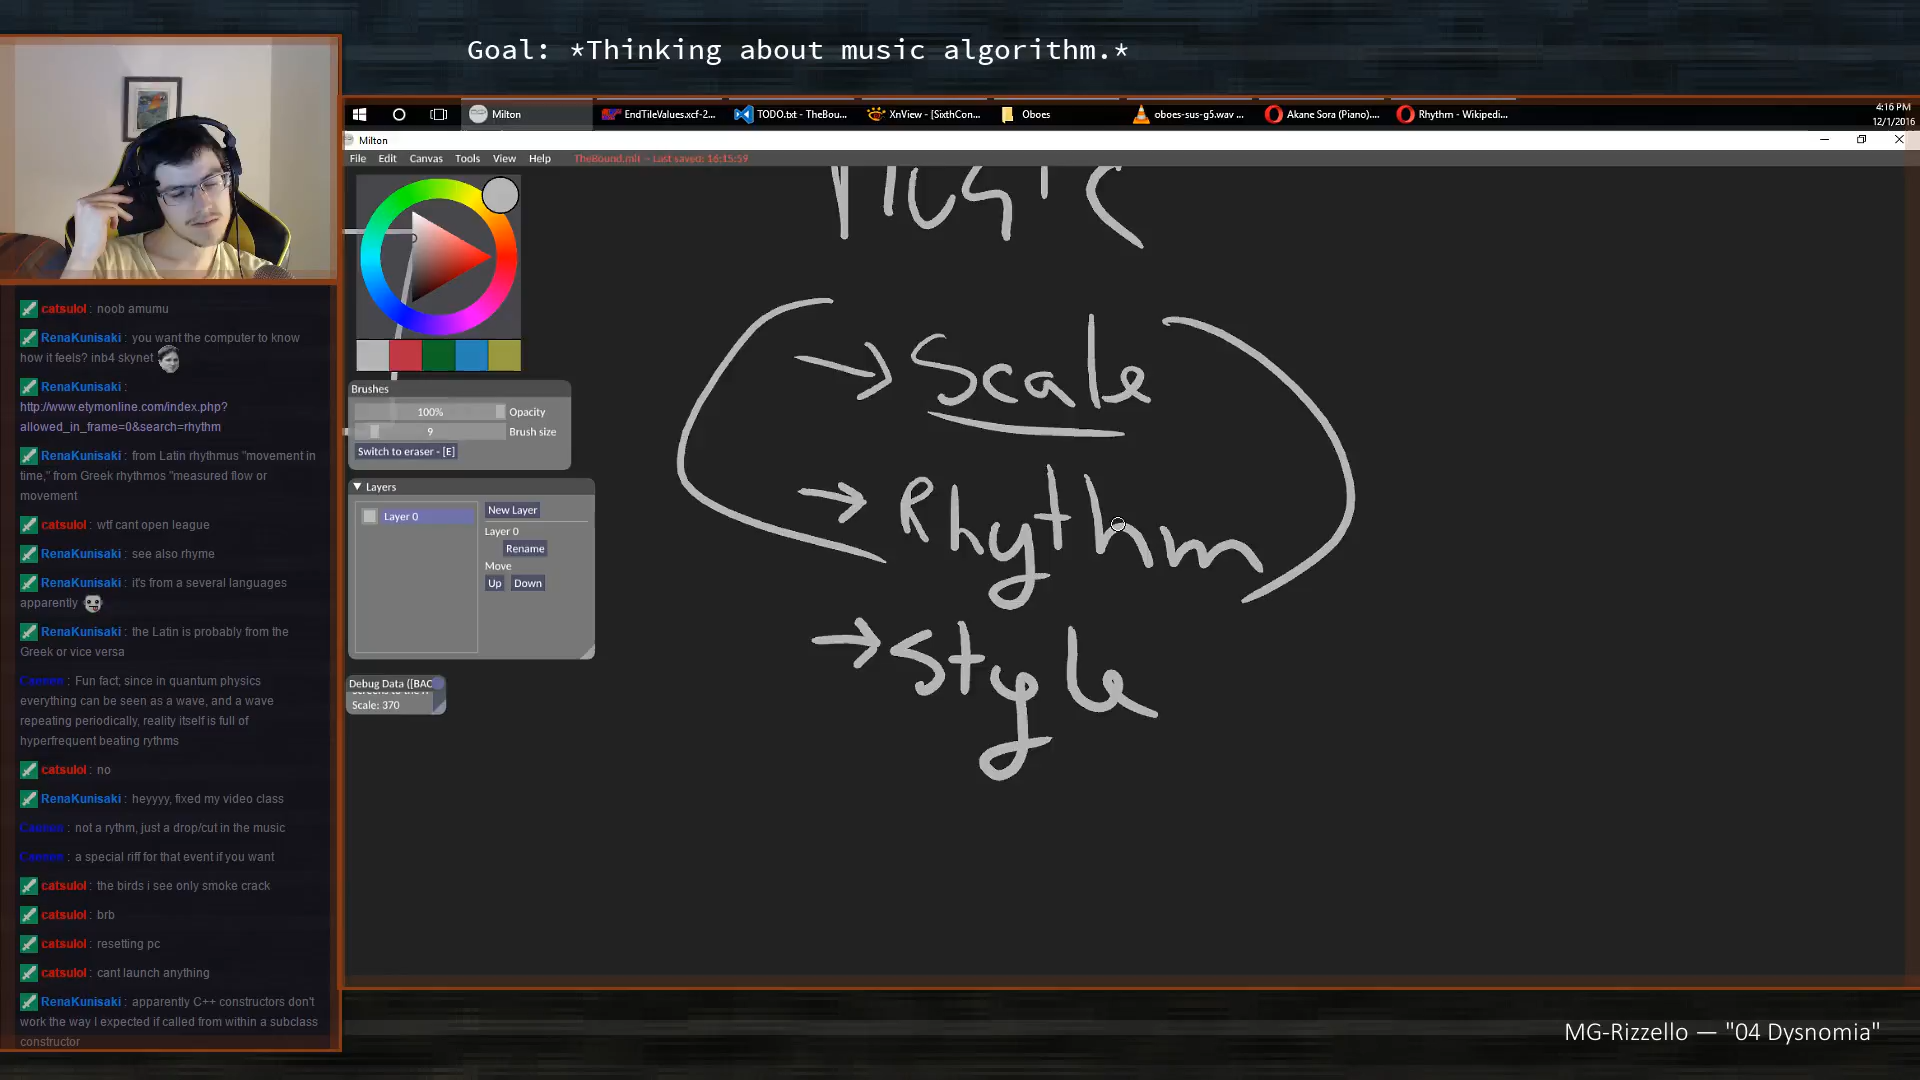 Goal: *Thinking about music algorithm.*
Milton
EndTileValues.xcf-2...
TODO.txt - TheBou...
XnView - [SixthCon...
Oboes
oboes-sus-g5.wav ...
Akane Sora (Piano)....
Rhythm - Wikipedi...
4:16 PM
12/1/2016
Milton
File Edit Canvas Tools View Help TheBound.mlt -- Last saved: 16:15:59
Brushes
100% Opacity
9 Brush size
Switch to eraser - [E]
Layers
Layer 0
New Layer
Layer 0
Rename
Move
Up Down
Debug Data ([BAC
Scale: 370
Music
→ Scale
→ Rhythm
→ Style
catsulol: noob amumu
RenaKunisaki: you want the computer to know
how it feels? inb4 skynet
RenaKunisaki:
http://www.etymonline.com/index.php?
allowed_in_frame=0&search=rhythm
RenaKunisaki: from Latin rhythmus "movement in
time," from Greek rhythmos "measured flow or
movement
catsulol: wtf cant open league
RenaKunisaki: see also rhyme
RenaKunisaki: it's from a several languages
apparently
RenaKunisaki: the Latin is probably from the
Greek or vice versa
Fun fact, since in quantum physics
everything can be seen as a wave, and a wave
repeating periodically, reality itself is full of
hyperfrequent beating rythms
catsulol: no
RenaKunisaki: heyyyy, fixed my video class
: not a rythm, just a drop/cut in the music
: a special riff for that event if you want
catsulol: the birds i see only smoke crack
catsulol: brb
catsulol: resetting pc
catsulol: cant launch anything
RenaKunisaki: apparently C++ constructors don't
work the way I expected if called from within a subclass
constructor
MG-Rizzello — "04 Dysnomia"